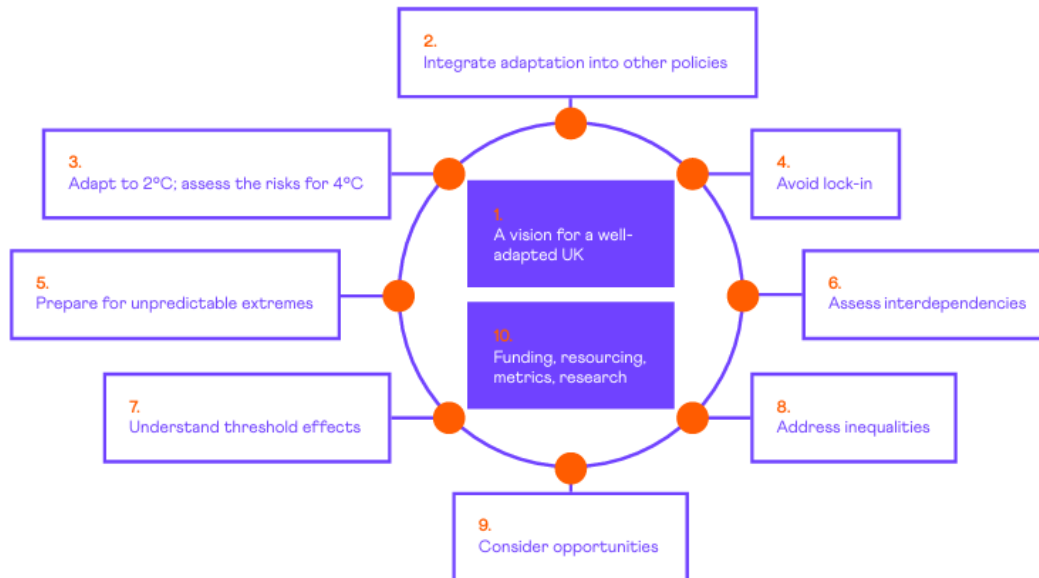 2.
Integrate adaptation into other policies
3.
Adapt to 2°C; assess the risks for 4°C
4.
Avoid lock-in
1.
A vision for a well-
adapted UK
5.
Prepare for unpredictable extremes
6.
Assess interdependencies
10.
Funding, resourcing,
metrics, research
7.
Understand threshold effects
8.
Address inequalities
9.
Consider opportunities